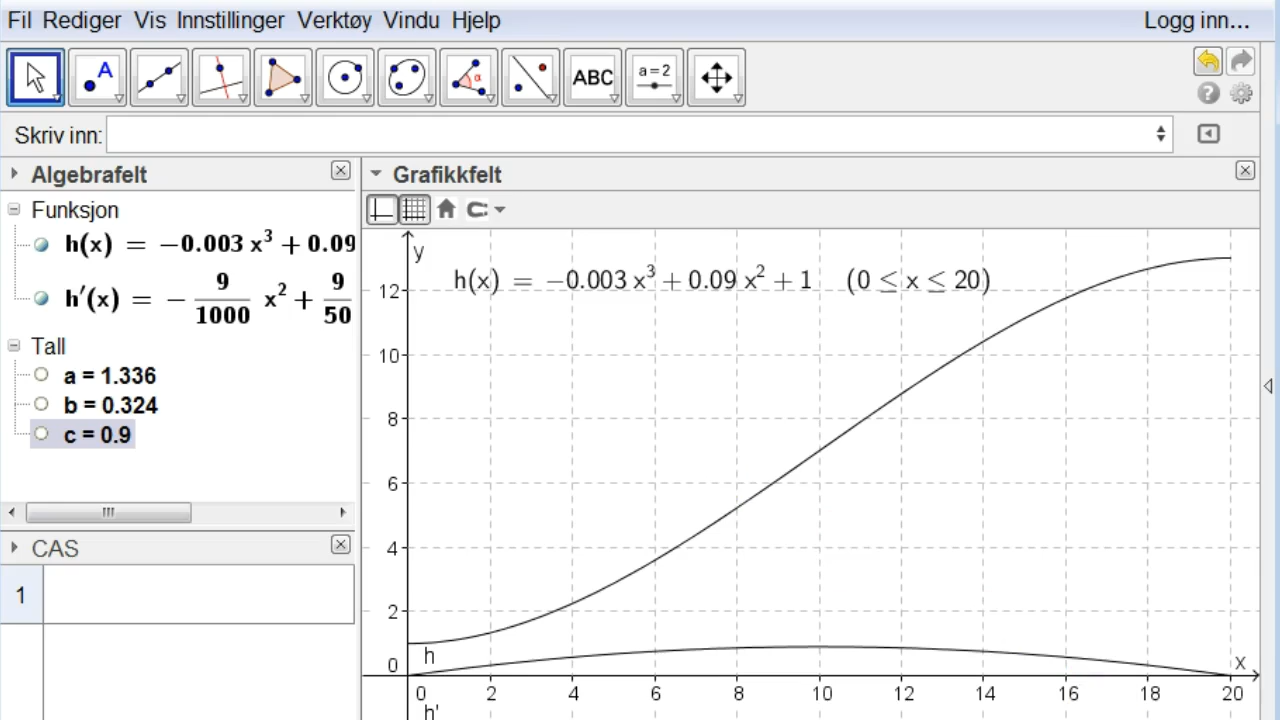 Fil Rediger Vis Innstillinger Verktøy Vindu Hjelp Logg inn...
A α ABC a=2
Skriv inn:
Algebrafelt
Grafikkfelt
Funksjon
h(x) = −0.003 x³ + 0.09
h′(x) = − 9/1000 x² + 9/50
Tall
a = 1.336
b = 0.324
c = 0.9
CAS
1
y
h(x) = −0.003 x³ + 0.09 x² + 1 (0 ≤ x ≤ 20)
12
10
8
6
4
2
0
h
x
0 2 4 6 8 10 12 14 16 18 20
h'